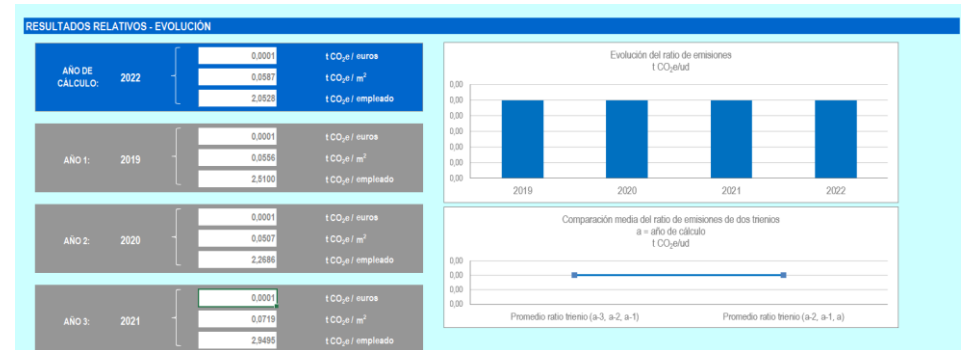 RESULTADOS RELATIVOS - EVOLUCIÓN
AÑO DE CÁLCULO: 2022
0,0001 t CO₂e / euros
0,0587 t CO₂e / m²
2,0528 t CO₂e / empleado
AÑO 1: 2019
0,0001 t CO₂e / euros
0,0556 t CO₂e / m²
2,5100 t CO₂e / empleado
AÑO 2: 2020
0,0001 t CO₂e / euros
0,0507 t CO₂e / m²
2,2686 t CO₂e / empleado
AÑO 3: 2021
0,0001 t CO₂e / euros
0,0719 t CO₂e / m²
2,9495 t CO₂e / empleado
Evolución del ratio de emisiones
t CO₂e/ud
0,00
0,00
0,00
0,00
0,00
0,00
0,00
2019 2020 2021 2022
Comparación media del ratio de emisiones de dos trienios
a = año de cálculo
t CO₂e/ud
0,00
0,00
0,00
0,00
Promedio ratio trienio (a-3, a-2, a-1) Promedio ratio trienio (a-2, a-1, a)